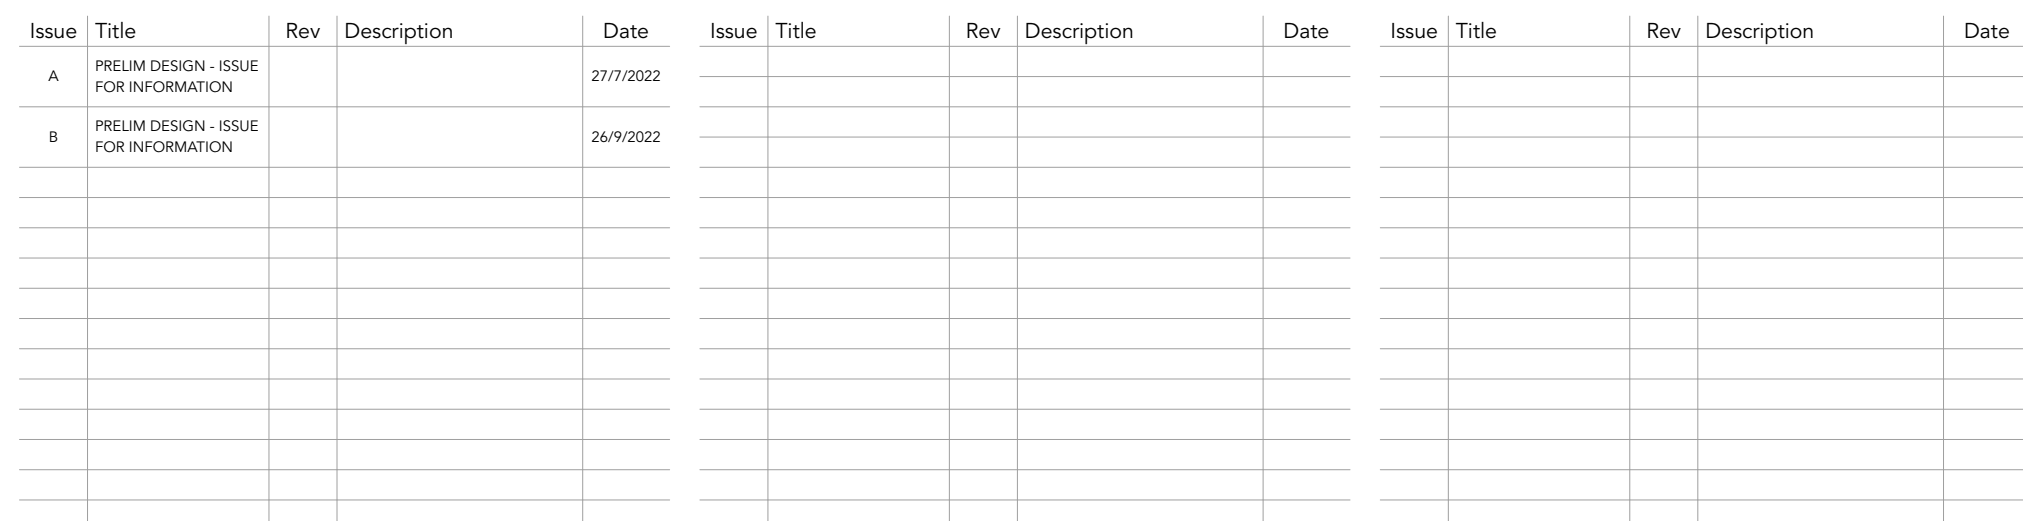 Issue Title Rev Description Date
A PRELIM DESIGN - ISSUE 27/7/2022
FOR INFORMATION
B PRELIM DESIGN - ISSUE 26/9/2022
FOR INFORMATION
Issue Title Rev Description Date
Issue Title Rev Description Date